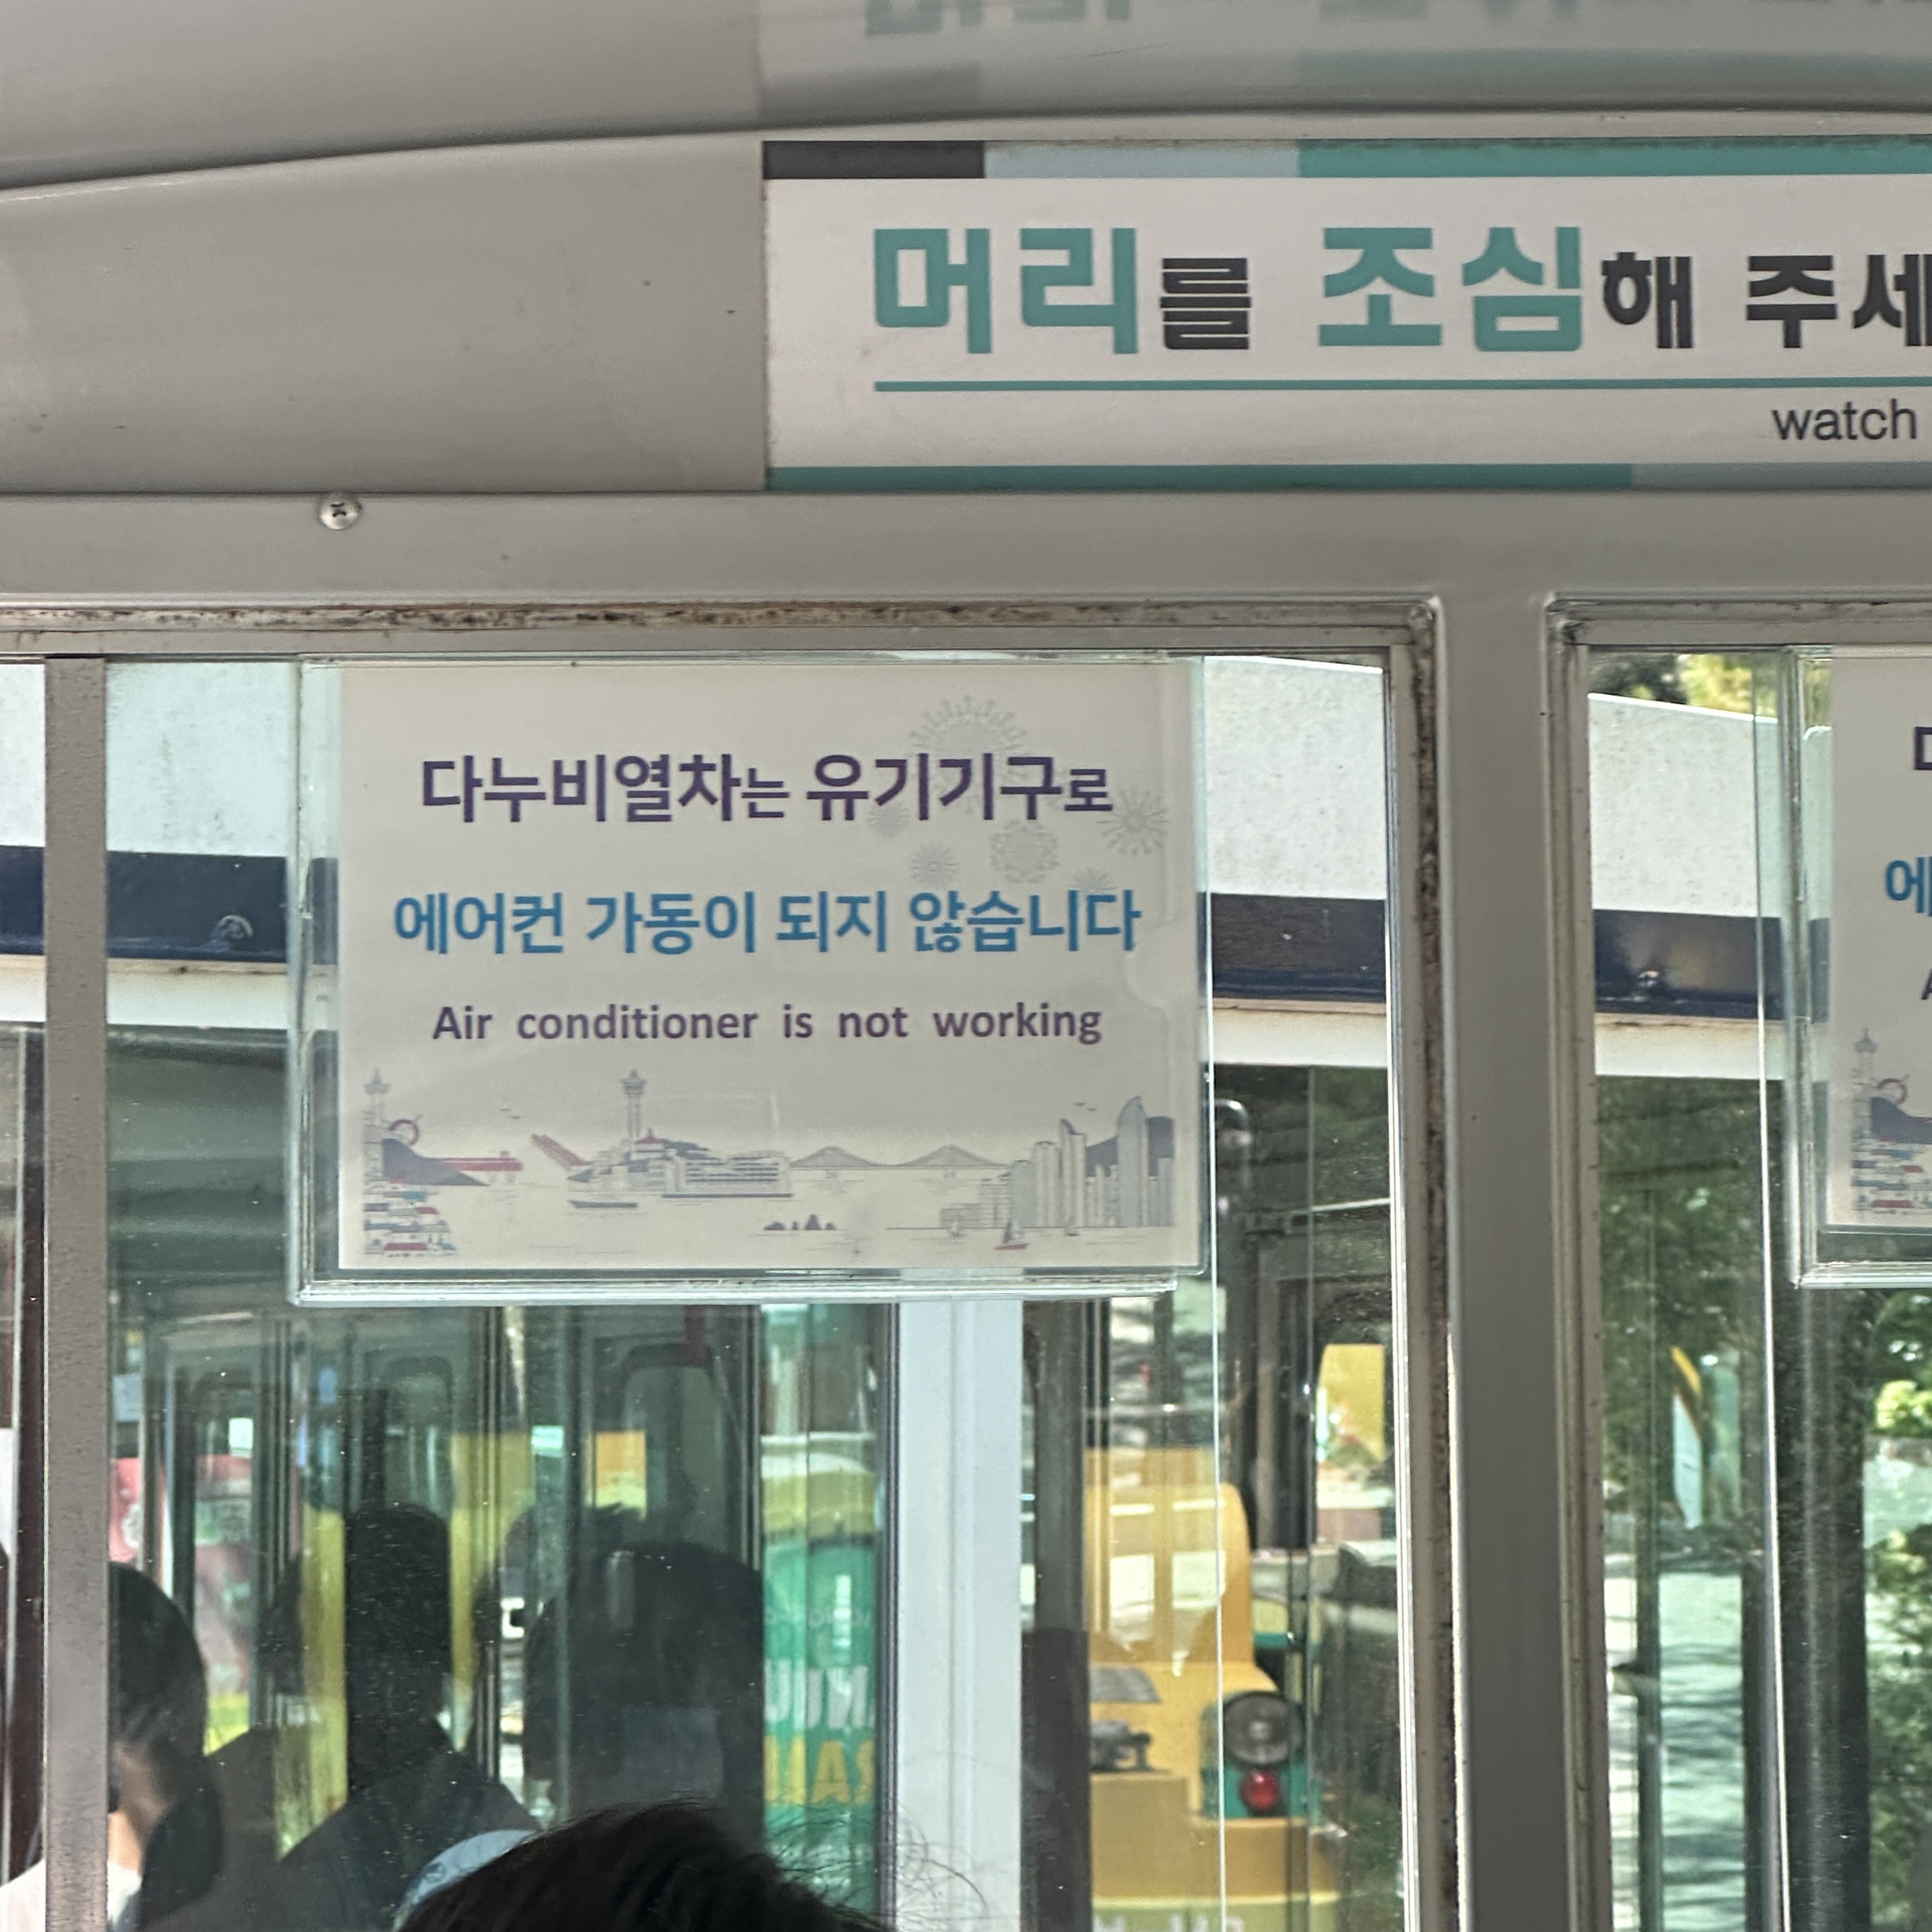 머리를 조심해 주세
watch
다누비열차는 유기기구로
에어컨 가동이 되지 않습니다
Air conditioner is not working